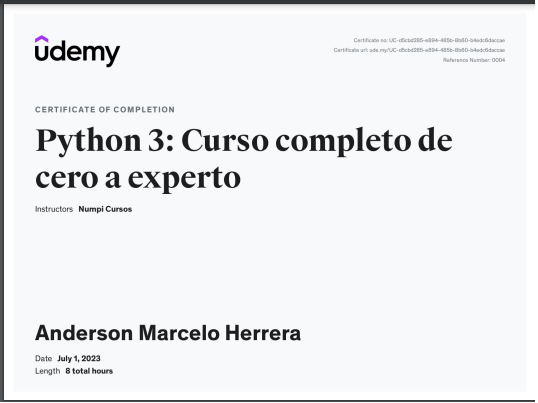 udemy
Certificate no: UC-d5cbd285-e894-485b-8b60-b4edc6daccae
Certificate url: ude.my/UC-d5cbd285-e894-485b-8b60-b4edc6daccae
Reference Number: 0004
CERTIFICATE OF COMPLETION
Python 3: Curso completo de
cero a experto
Instructors Numpi Cursos
Anderson Marcelo Herrera
Date July 1, 2023
Length 8 total hours